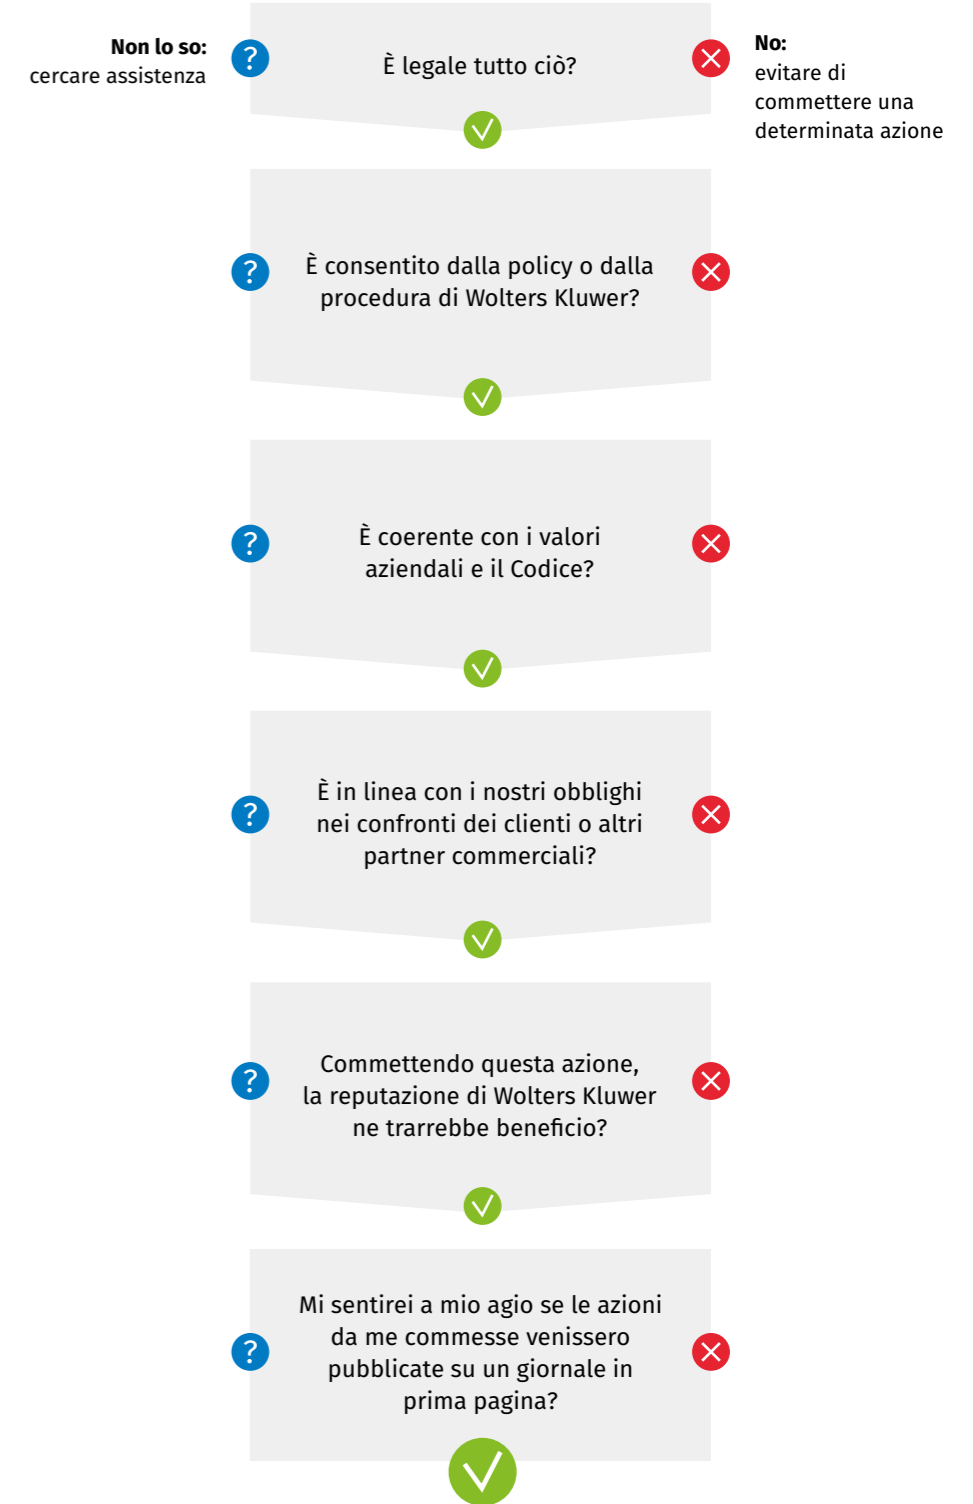 Non lo so:
cercare assistenza
?
È legale tutto ciò?
No:
evitare di
commettere una
determinata azione
?
È consentito dalla policy o dalla
procedura di Wolters Kluwer?
?
È coerente con i valori
aziendali e il Codice?
?
È in linea con i nostri obblighi
nei confronti dei clienti o altri
partner commerciali?
?
Commettendo questa azione,
la reputazione di Wolters Kluwer
ne trarrebbe beneficio?
?
Mi sentirei a mio agio se le azioni
da me commesse venissero
pubblicate su un giornale in
prima pagina?